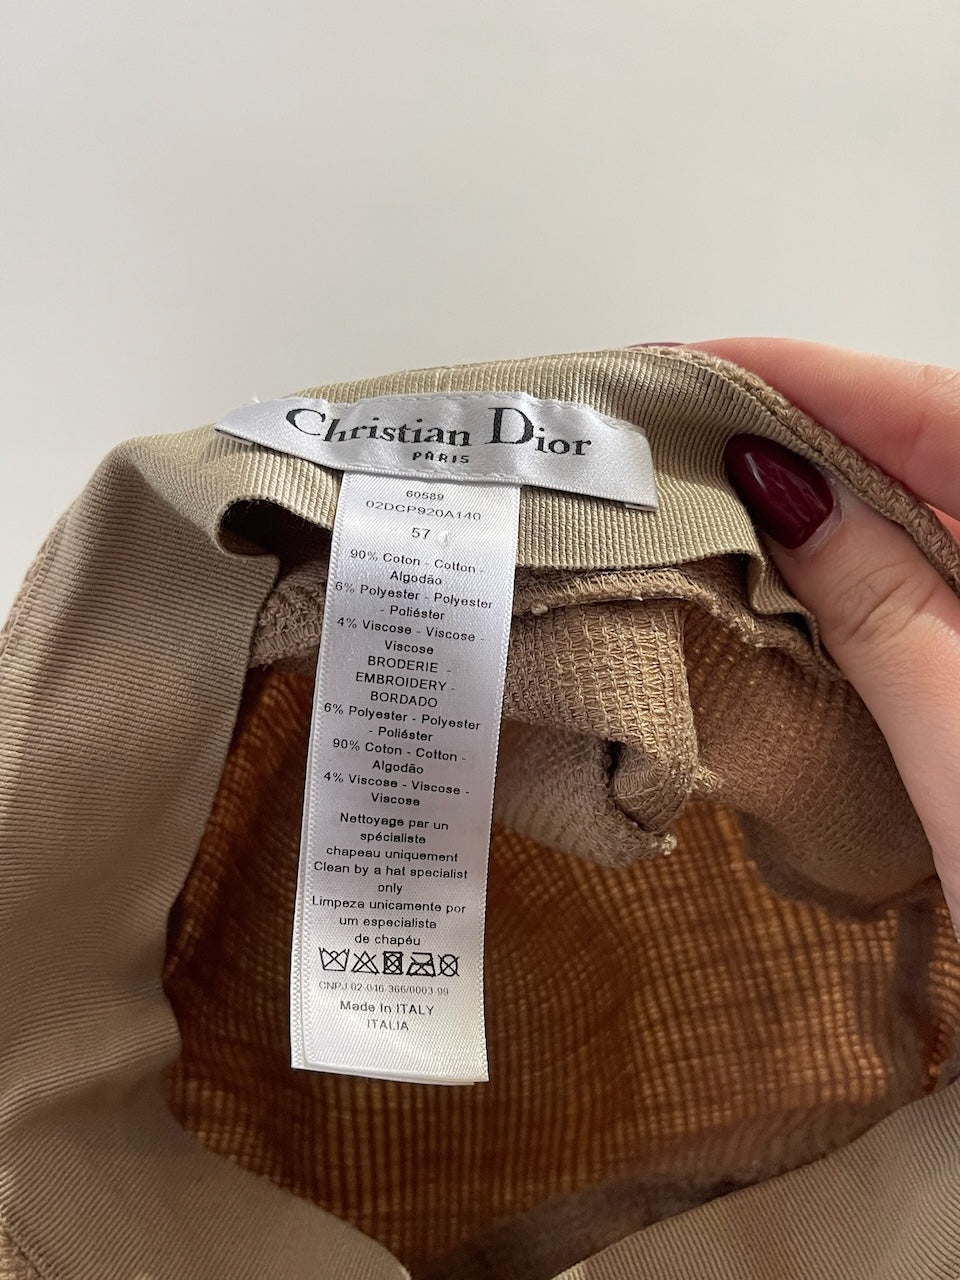 Christian Dior
PARIS
60589
02DCP920A140
57
90% Coton - Cotton -
Algodão
6% Polyester - Polyester
- Poliéster
4% Viscose - Viscose -
Viscose
BRODERIE -
EMBROIDERY -
BORDADO
6% Polyester - Polyester
- Poliéster
90% Coton - Cotton -
Algodão
4% Viscose - Viscose -
Viscose
Nettoyage par un
spécialiste
chapeau uniquement
Clean by a hat specialist
only
Limpeza unicamente por
um especialista
de chapéu
CNPJ 02.046.366/0003-99
Made In ITALY
ITALIA